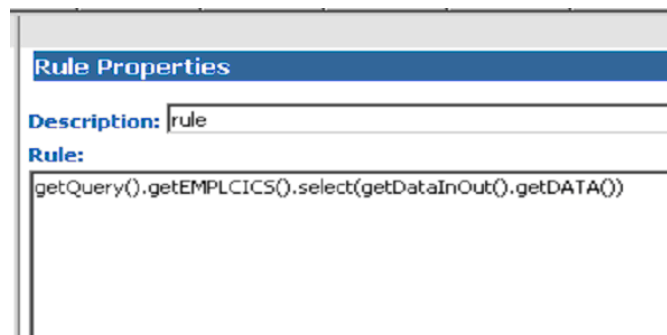 Rule Properties
Description: rule
Rule:
getQuery().getEMPLCICS().select(getDataInOut().getDATA())